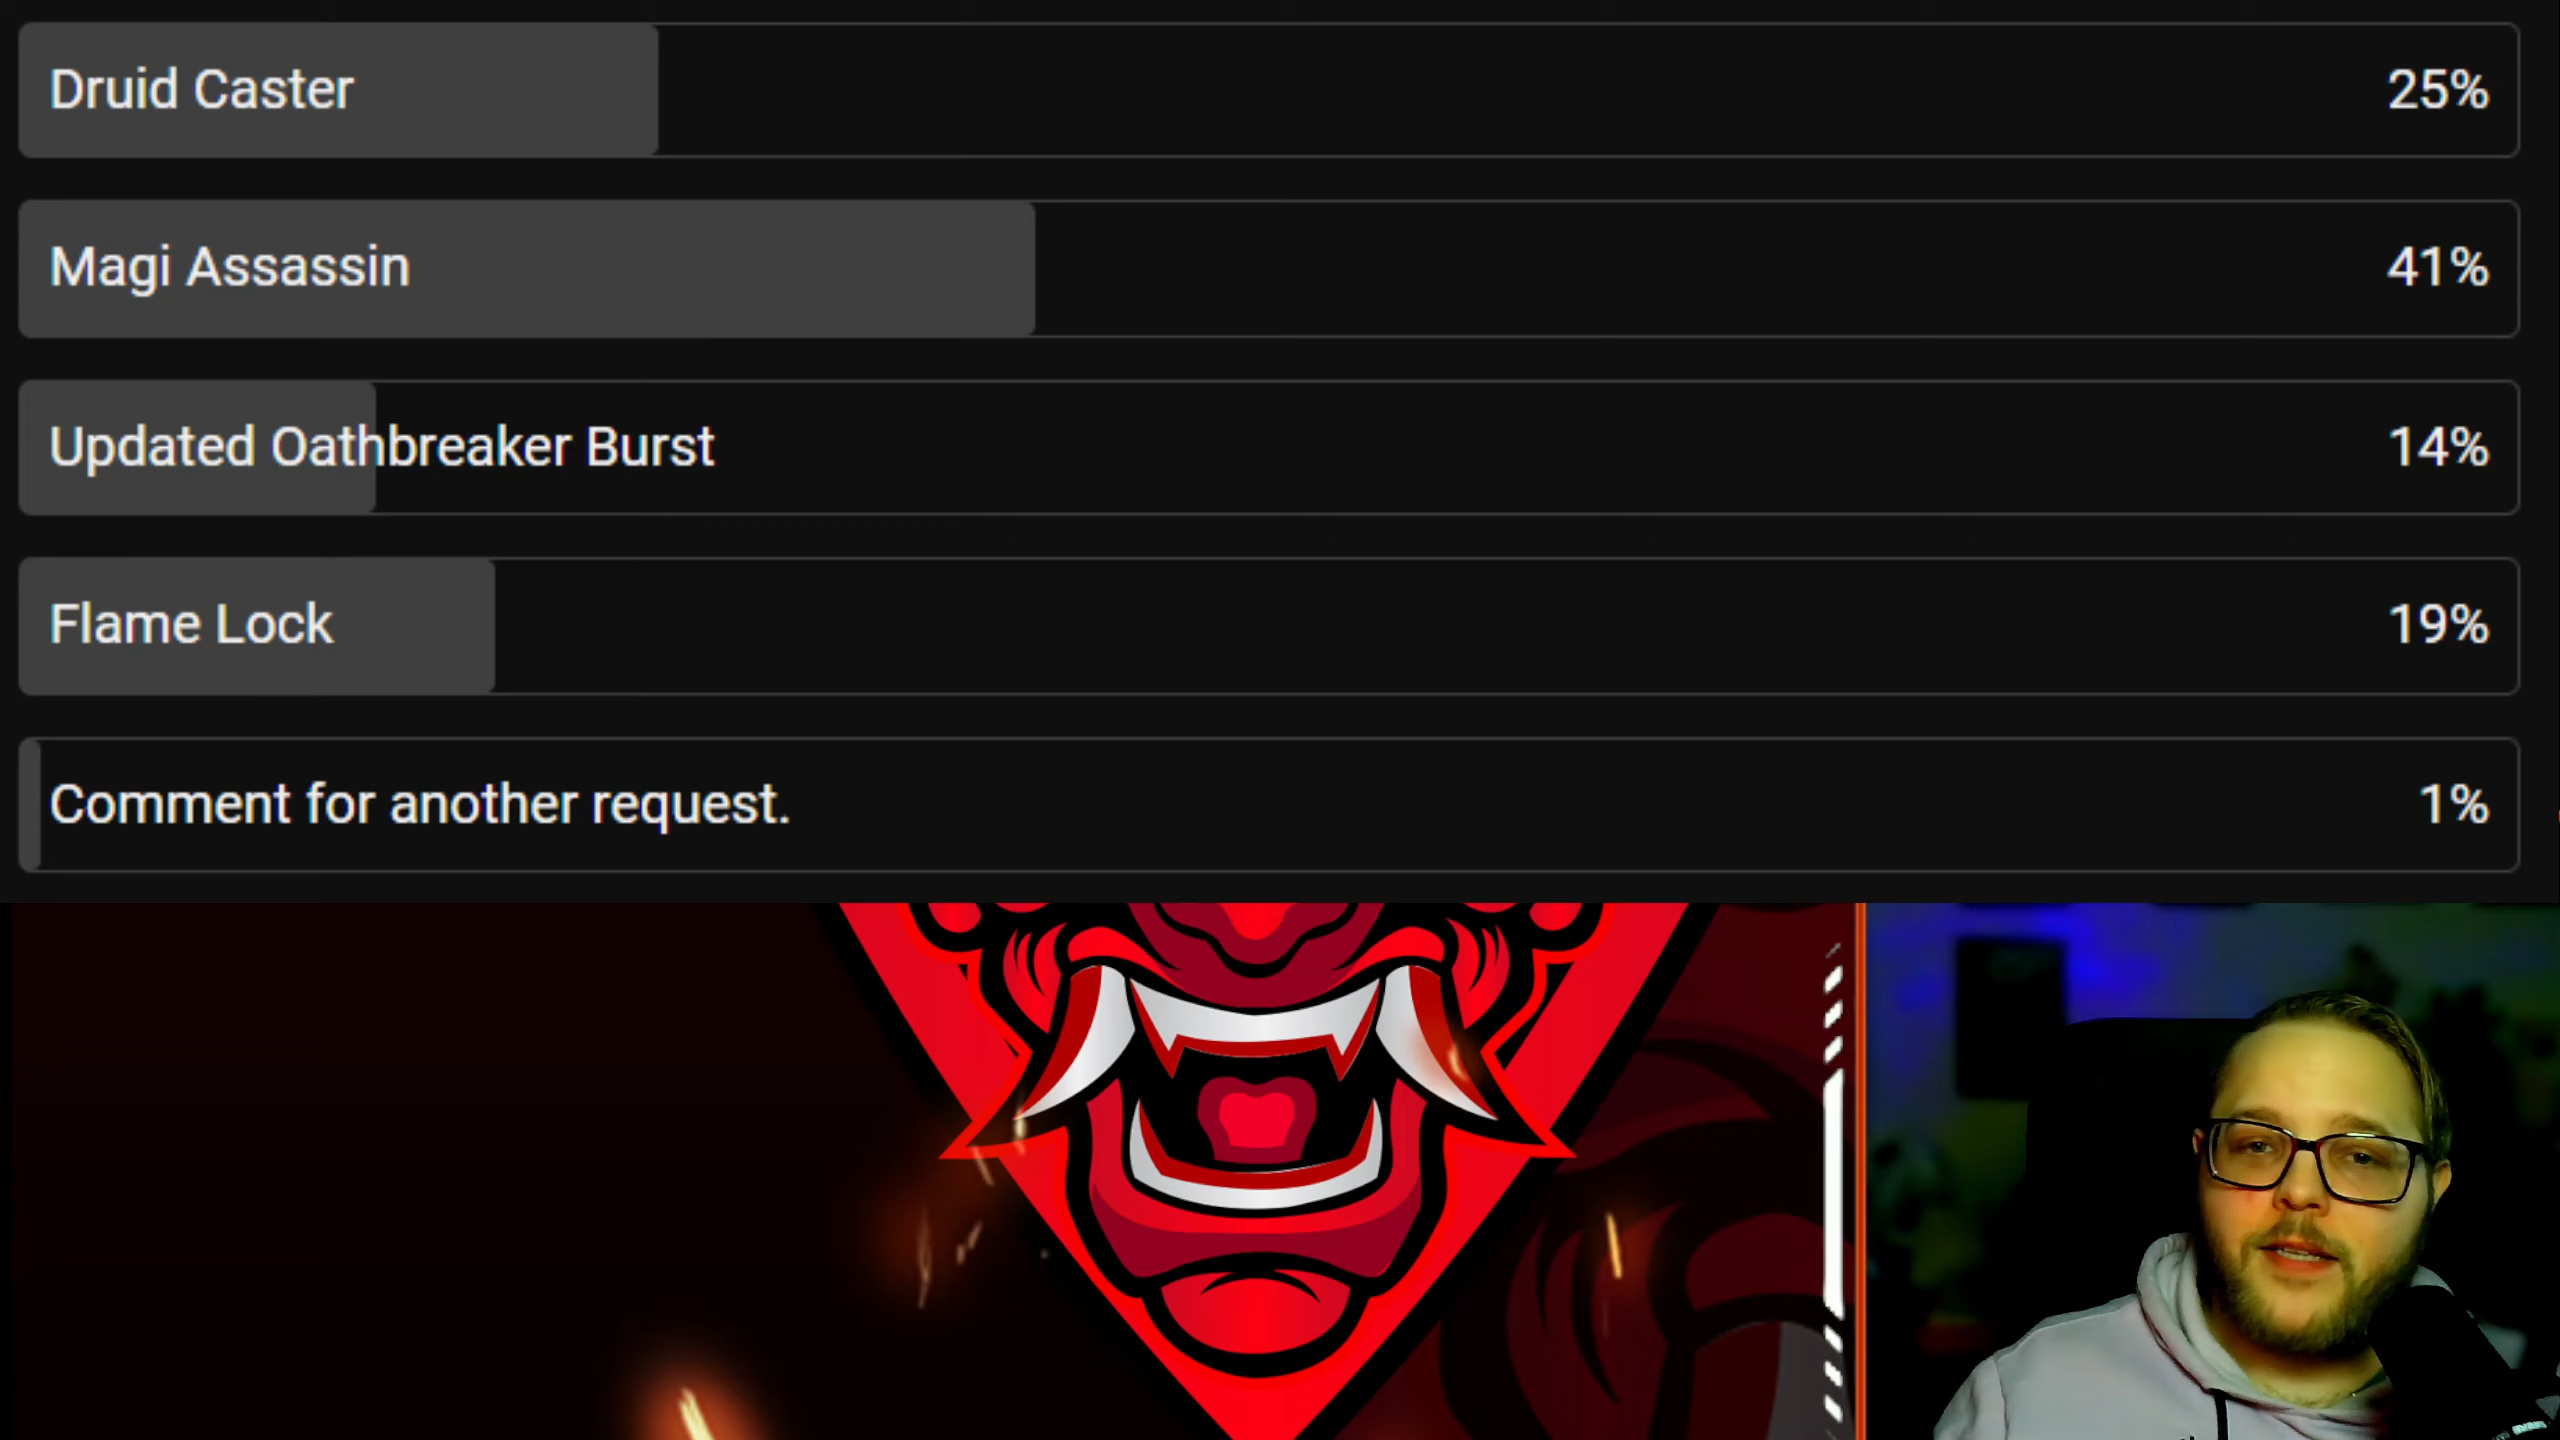 Druid Caster 25%
Magi Assassin 41%
Updated Oathbreaker Burst 14%
Flame Lock 19%
Comment for another request. 1%